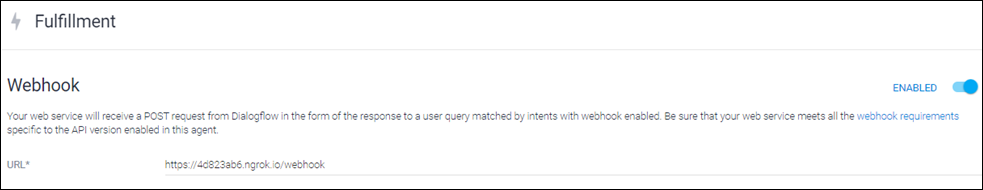 Fulfillment
Webhook
ENABLED
Your web service will receive a POST request from Dialogflow in the form of the response to a user query matched by intents with webhook enabled. Be sure that your web service meets all the webhook requirements
specific to the API version enabled in this agent.
URL* https://4d823ab6.ngrok.io/webhook